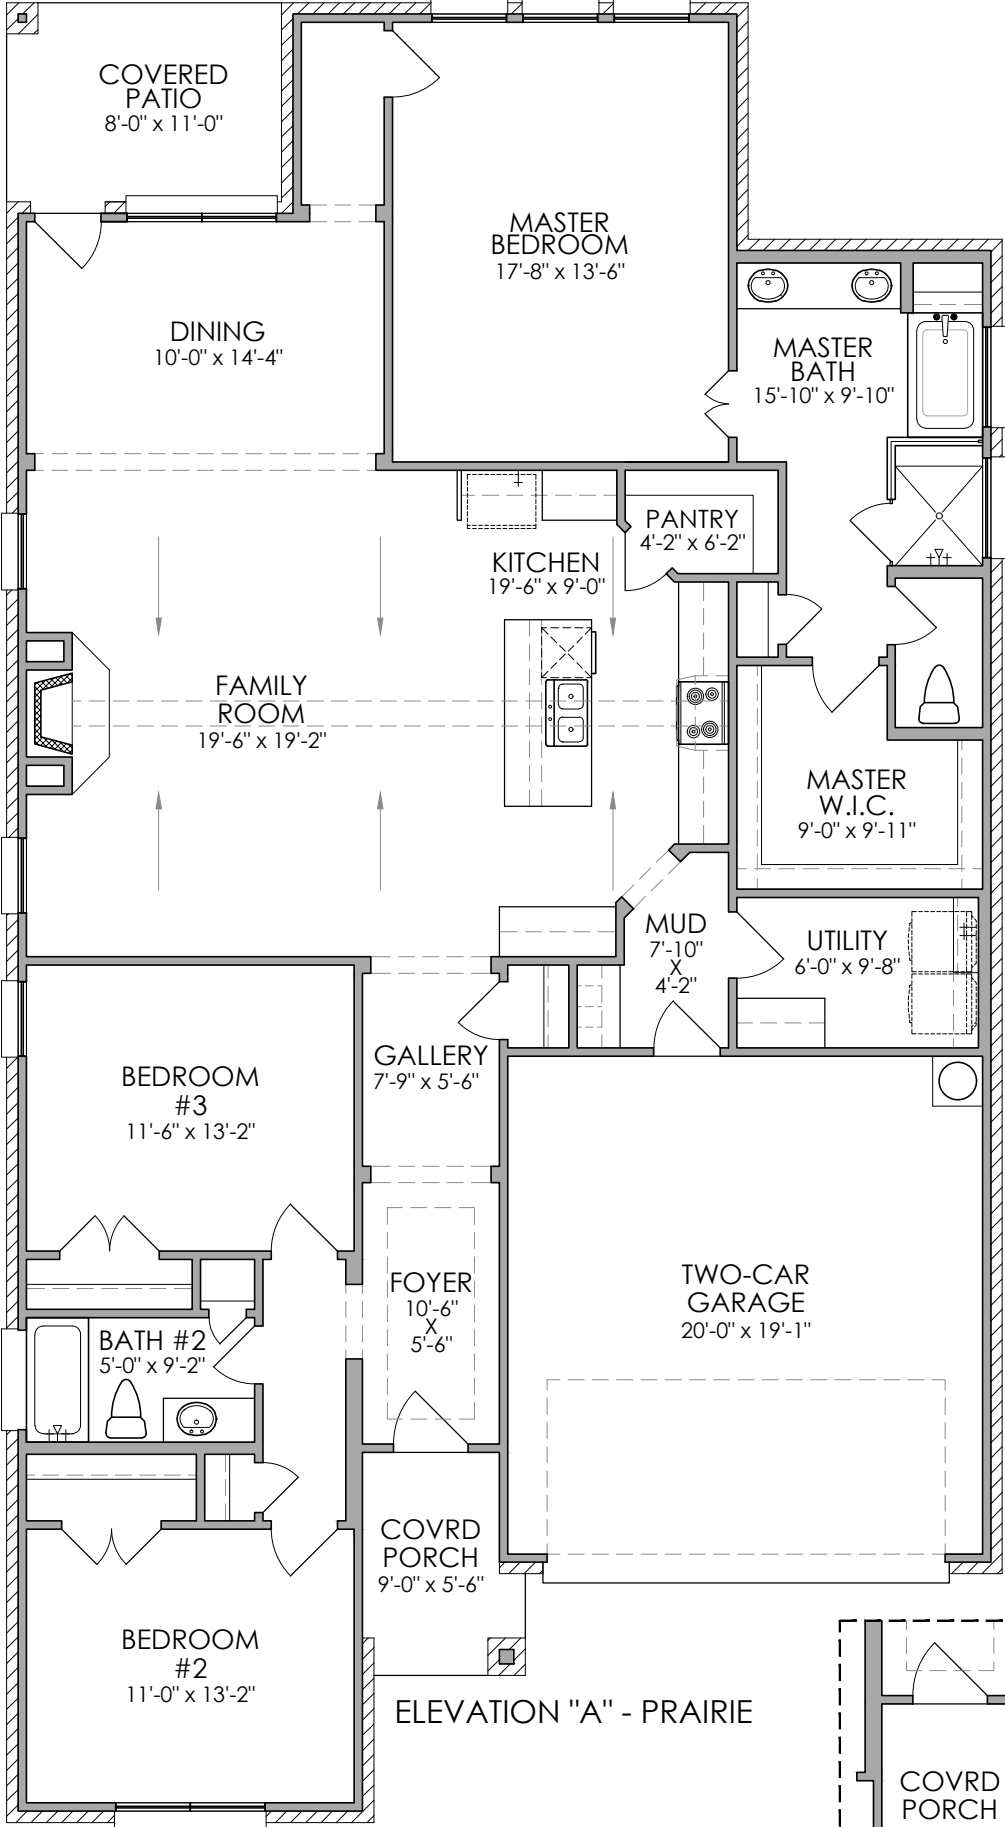 COVERED
PATIO
8'-0" x 11'-0"
MASTER
BEDROOM
17'-8" x 13'-6"
DINING
10'-0" x 14'-4"
MASTER
BATH
15'-10" x 9'-10"
PANTRY
4'-2" x 6'-2"
KITCHEN
19'-6" x 9'-0"
FAMILY
ROOM
19'-6" x 19'-2"
MASTER
W.I.C.
9'-0" x 9'-11"
MUD
7'-10"
X
4'-2"
UTILITY
6'-0" x 9'-8"
GALLERY
7'-9" x 5'-6"
BEDROOM
#3
11'-6" x 13'-2"
FOYER
10'-6"
X
5'-6"
TWO-CAR
GARAGE
20'-0" x 19'-1"
BATH #2
5'-0" x 9'-2"
COVRD
PORCH
9'-0" x 5'-6"
BEDROOM
#2
11'-0" x 13'-2"
ELEVATION "A" - PRAIRIE
COVRD
PORCH